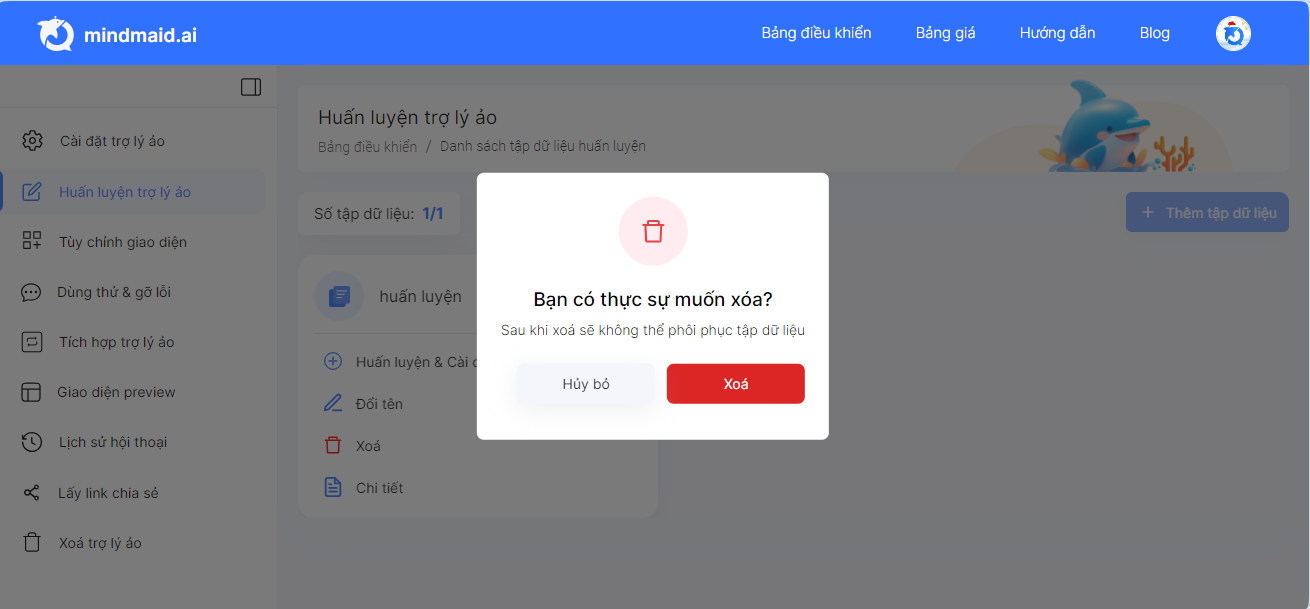 mindmaid.ai
Bảng điều khiển
Bảng giá
Hướng dẫn
Blog
Cài đặt trợ lý ảo
Huấn luyện trợ lý ảo
Tùy chỉnh giao diện
Dùng thử & gỡ lỗi
Tích hợp trợ lý ảo
Giao diện preview
Lịch sử hội thoại
Lấy link chia sẻ
Xoá trợ lý ảo
Huấn luyện trợ lý ảo
Bảng điều khiển / Danh sách tập dữ liệu huấn luyện
Số tập dữ liệu: 1/1
+ Thêm tập dữ liệu
huấn luyện
Huấn luyện & Cài
Đổi tên
Xoá
Chi tiết
Bạn có thực sự muốn xóa?
Sau khi xoá sẽ không thể phôi phục tập dữ liệu
Hủy bỏ
Xoá